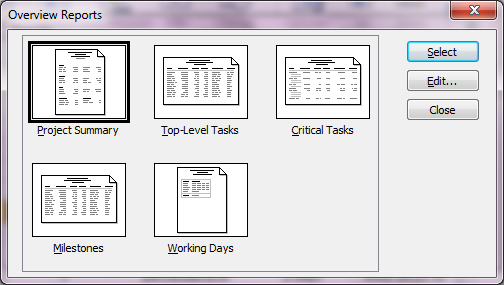 Overview Reports
Select
Edit...
Close
Project Summary
Top-Level Tasks
Critical Tasks
Milestones
Working Days